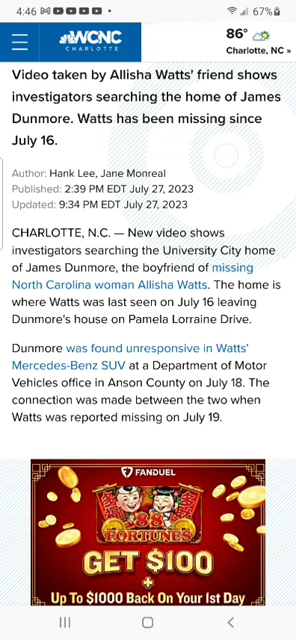 4:46
67%
WCNC
CHARLOTTE
86°
Charlotte, NC »
Video taken by Allisha Watts' friend shows
investigators searching the home of James
Dunmore. Watts has been missing since
July 16.
Author: Hank Lee, Jane Monreal
Published: 2:39 PM EDT July 27, 2023
Updated: 9:34 PM EDT July 27, 2023
CHARLOTTE, N.C. — New video shows
investigators searching the University City home
of James Dunmore, the boyfriend of missing
North Carolina woman Allisha Watts. The home is
where Watts was last seen on July 16 leaving
Dunmore's house on Pamela Lorraine Drive.
Dunmore was found unresponsive in Watts'
Mercedes-Benz SUV at a Department of Motor
Vehicles office in Anson County on July 18. The
connection was made between the two when
Watts was reported missing on July 19.
FANDUEL
88
FORTUNES
GET $100
+
Up To $1000 Back On Your 1st Day